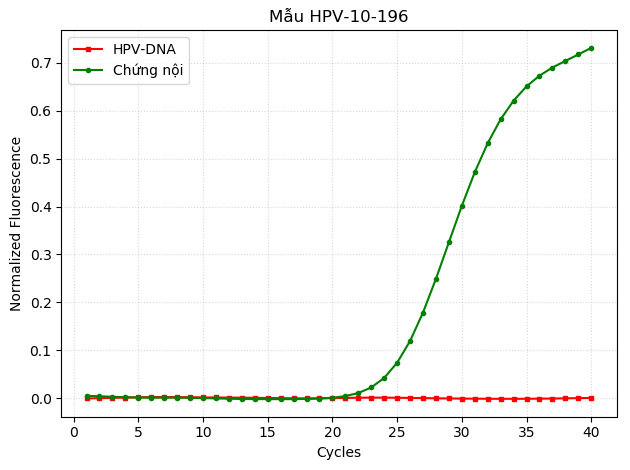 Mẫu HPV-10-196
HPV-DNA
Chứng nội
Normalized Fluorescence
0.7
0.6
0.5
0.4
0.3
0.2
0.1
0.0
0 5 10 15 20 25 30 35 40
Cycles